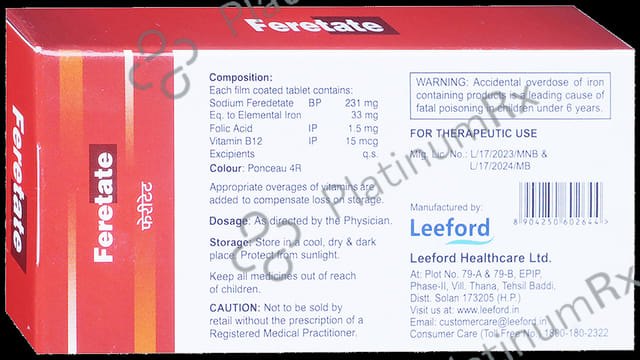 Feretate
Feretate
Feretate
फेरीटेट
Composition:
Each film coated tablet contains:
Sodium Feredetate BP 231 mg
Eq. to Elemental Iron 33 mg
Folic Acid IP 1.5 mg
Vitamin B12 IP 15 mcg
Excipients q.s.
Colour: Ponceau 4R
Appropriate overages of vitamins are
added to compensate loss on storage.
Dosage: As directed by the Physician.
Storage: Store in a cool, dry & dark
place. Protect from sunlight.
Keep all medicines out of reach
of children.
CAUTION: Not to be sold by
retail without the prescription of a
Registered Medical Practitioner.
WARNING: Accidental overdose of iron
containing products is a leading cause of
fatal poisoning in children under 6 years.
FOR THERAPEUTIC USE
Mfg. Lic. No.: L/17/2023/MNB &
L/17/2024/MB
Manufactured by:
Leeford
8 904250 602644
Leeford Healthcare Ltd.
At: Plot No. 79-A & 79-B, EPIP,
Phase-II, Vill. Thana, Tehsil Baddi,
Distt. Solan 173205 (H.P.)
Visit us at: www.leeford.in
Email: customercare@leeford.in
Consumer Care (Toll Free No.) 1800-180-2322
PlatinumRx
PlatinumRx